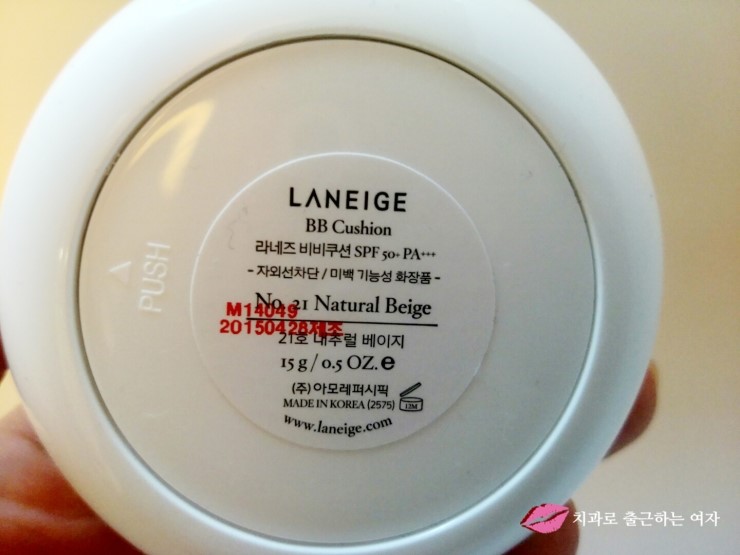 LANEIGE
BB Cushion
라네즈 비비쿠션 SPF 50+ PA+++
- 자외선차단 / 미백 기능성 화장품 -
No. 21 Natural Beige
M14049
20150428제조
21호 내추럴 베이지
15 g / 0.5 OZ. e
(주)아모레퍼시픽
MADE IN KOREA (2575) 12M
www.laneige.com
PUSH
치과로 출근하는 여자